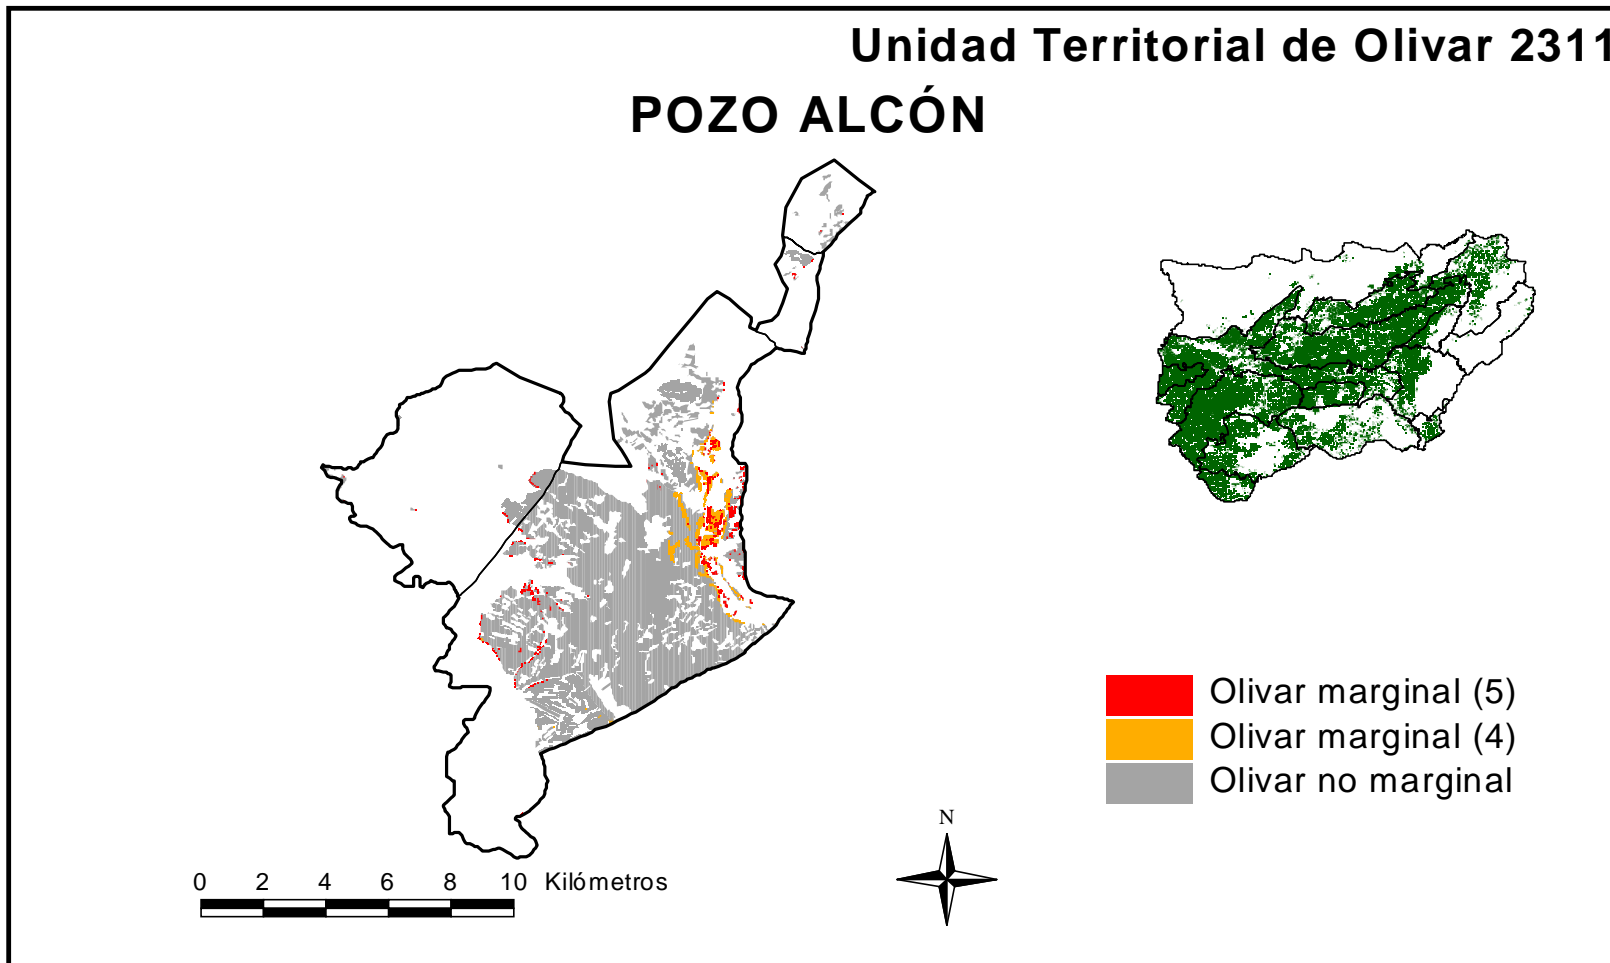 Unidad Territorial de Olivar 2311
POZO ALCÓN
Olivar marginal (5)
Olivar marginal (4)
Olivar no marginal
N
0 2 4 6 8 10 Kilómetros